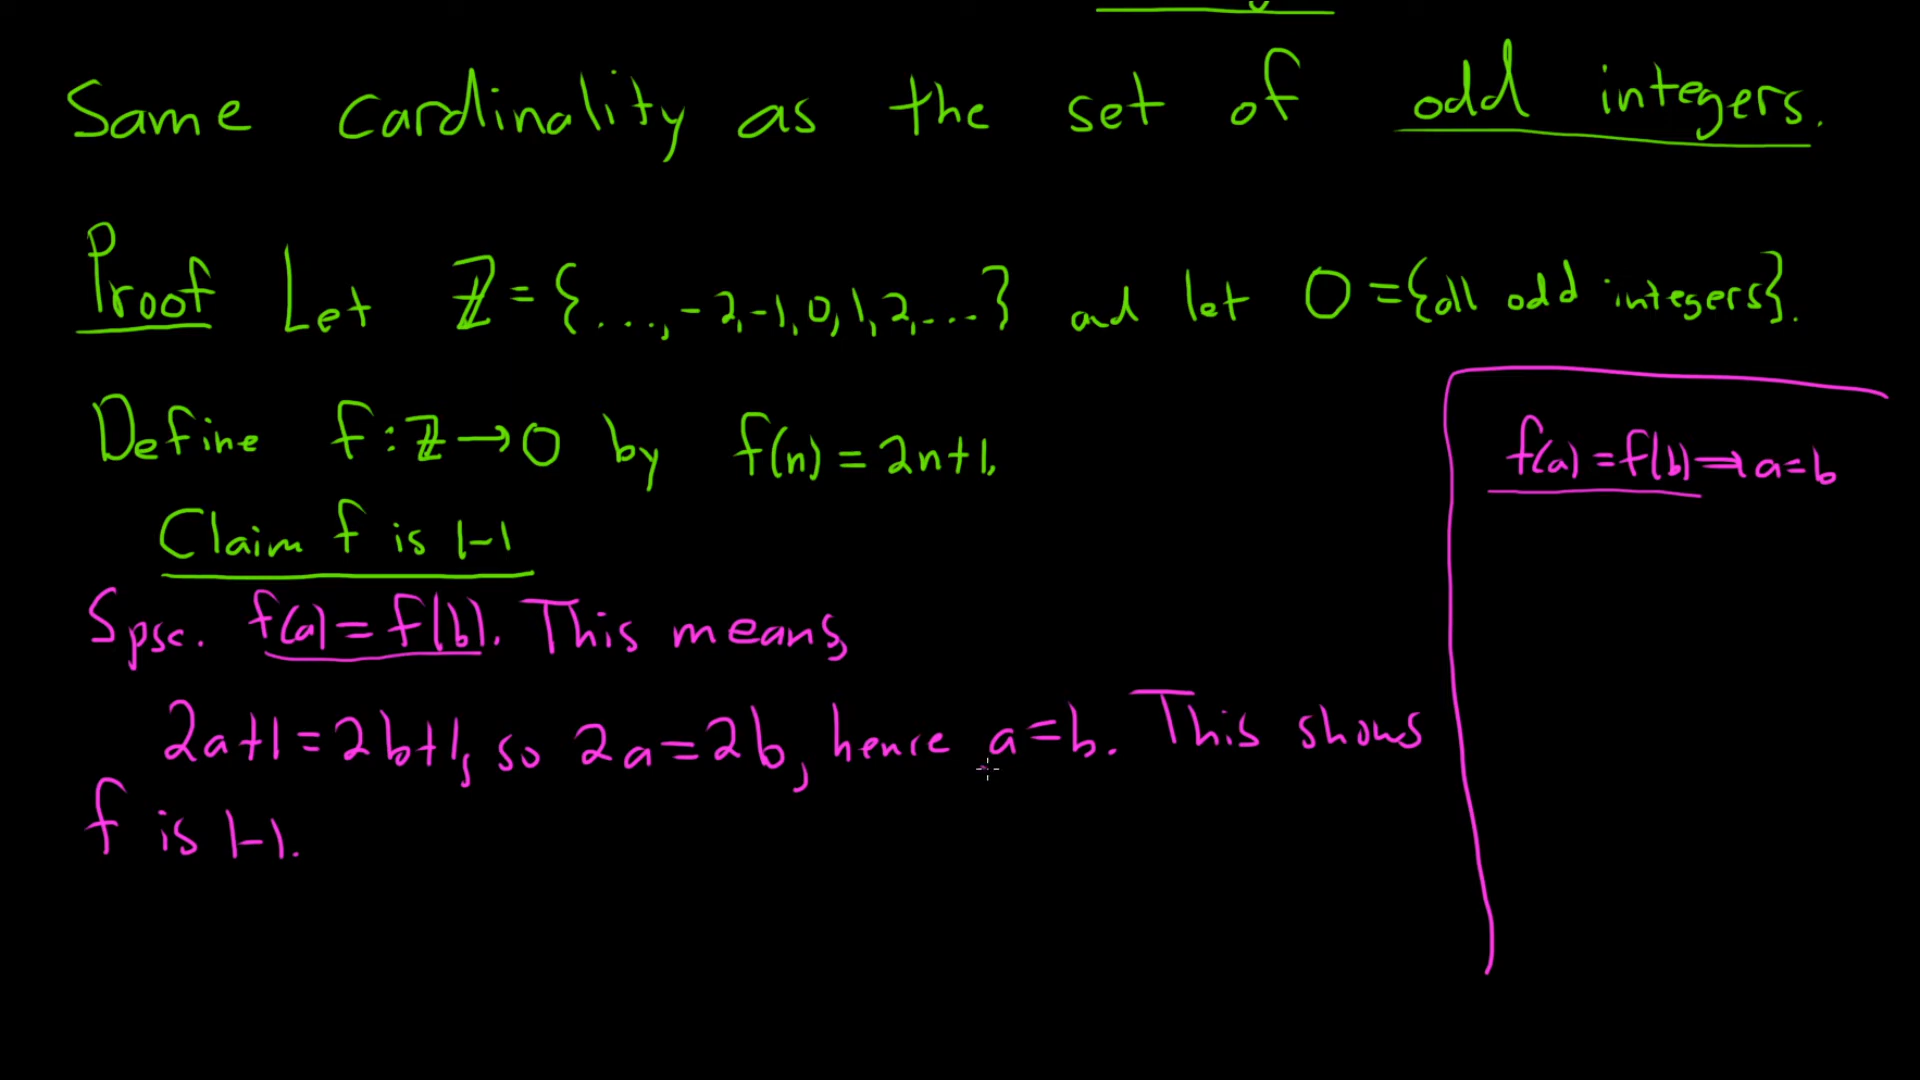 Same cardinality as the set of odd integers.
Proof Let ℤ = {..., -2, -1, 0, 1, 2, ...} and let O = {all odd integers}.
Define f: ℤ → O by f(n) = 2n+1.
f(a) = f(b) ⇒ a = b
Claim f is 1-1
Spse. f(a) = f(b). This means,
2a+1 = 2b+1, so 2a = 2b, hence a = b. This shows
f is 1-1.